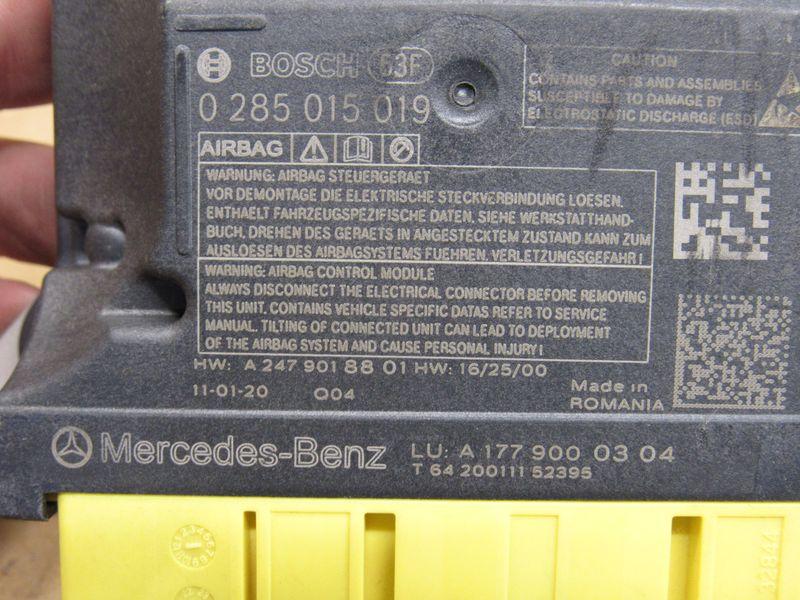 BOSCH 63F
0 285 015 019
CAUTION
CONTAINS PARTS AND ASSEMBLIES
SUSCEPTIBLE TO DAMAGE BY
ELECTROSTATIC DISCHARGE (ESD)
AIRBAG
WARNUNG: AIRBAG STEUERGERAET
VOR DEMONTAGE DIE ELEKTRISCHE STECKVERBINDUNG LOESEN.
ENTHAELT FAHRZEUGSPEZIFISCHE DATEN. SIEHE WERKSTATTHAND-
BUCH. DREHEN DES GERAETS IN ANGESTECKTEM ZUSTAND KANN ZUM
AUSLOESEN DES AIRBAGSYSTEMS FUEHREN. VERLETZUNGSGEFAHR!
WARNING: AIRBAG CONTROL MODULE
ALWAYS DISCONNECT THE ELECTRICAL CONNECTOR BEFORE REMOVING
THIS UNIT. CONTAINS VEHICLE SPECIFIC DATAS REFER TO SERVICE
MANUAL. TILTING OF CONNECTED UNIT CAN LEAD TO DEPLOYMENT
OF THE AIRBAG SYSTEM AND CAUSE PERSONAL INJURY!
HW: A 247 901 88 01 HW: 16/25/00
11-01-20 Q04
Made in
ROMANIA
Mercedes-Benz LU: A 177 900 03 04
T 64 200111 52395
32844